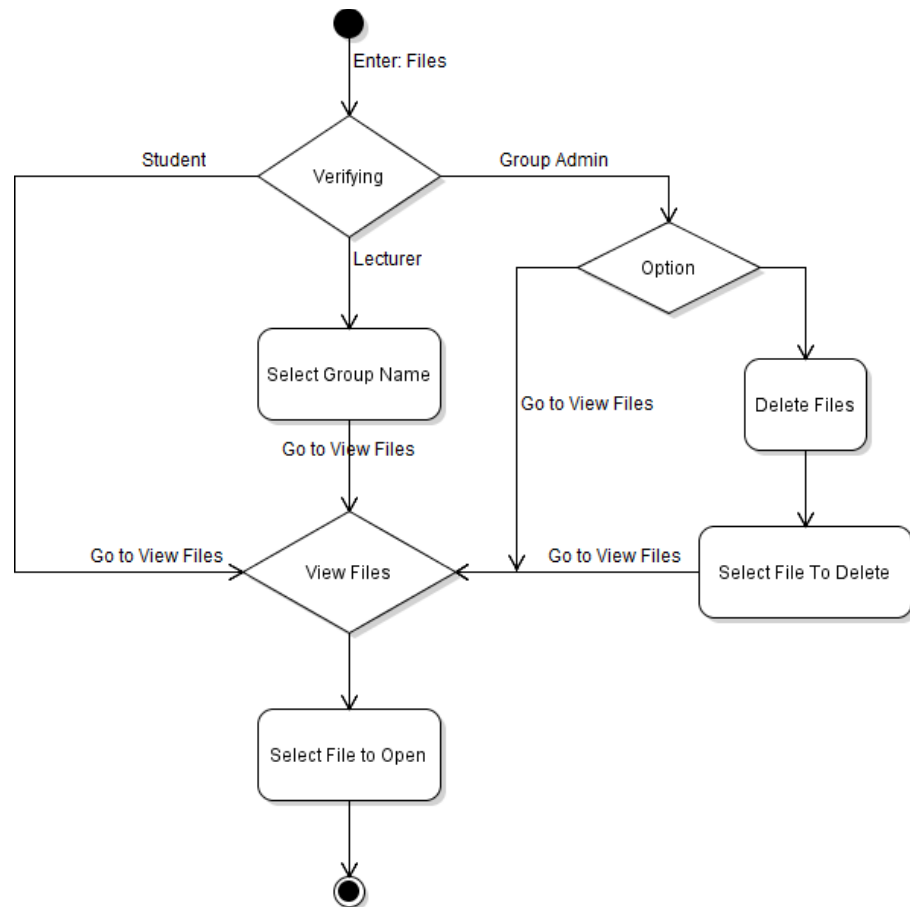 Enter: Files
Student
Verifying
Group Admin
Lecturer
Option
Select Group Name
Delete Files
Go to View Files
Go to View Files
Go to View Files
View Files
Go to View Files
Select File To Delete
Select File to Open